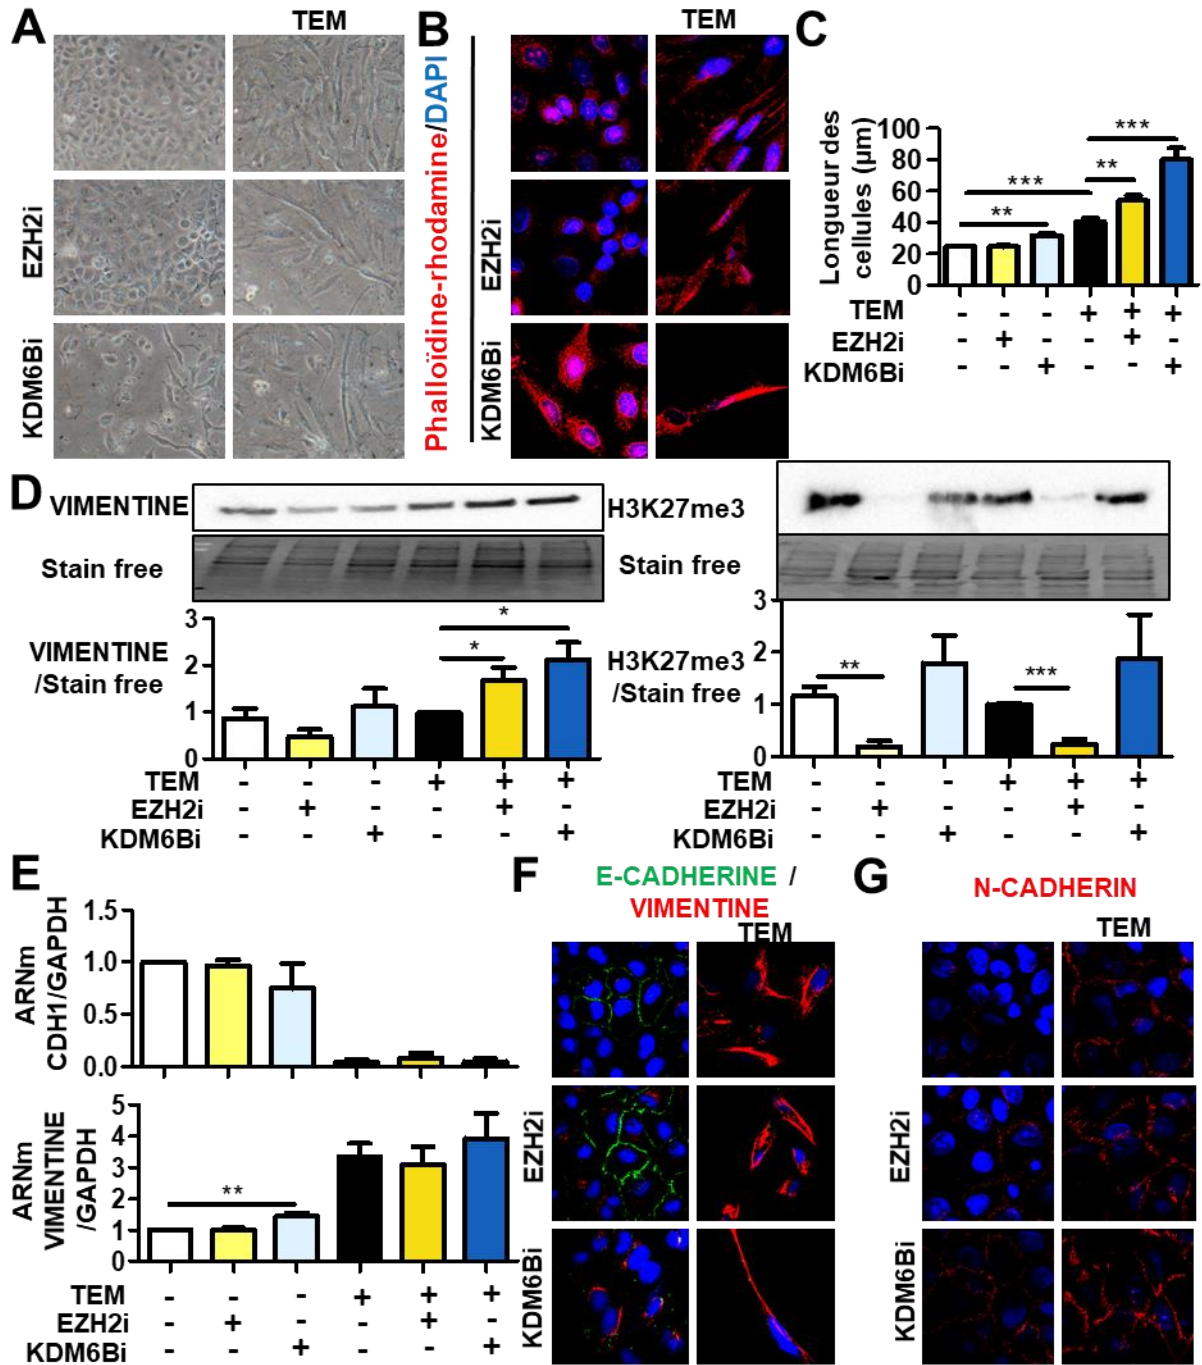 A
TEM
EZH2i
KDM6Bi
B
TEM
Phalloïdine-rhodamine/DAPI
EZH2i
KDM6Bi
C
Longueur des
cellules (µm)
100
80
60
40
20
0
***
**
***
**
TEM - - - + + +
EZH2i - + - - + -
KDM6Bi - - + - - +
D
VIMENTINE
Stain free
VIMENTINE
/Stain free
3
2
1
0
*
*
TEM - - - + + +
EZH2i - + - - + -
KDM6Bi - - + - - +
H3K27me3
Stain free
H3K27me3
/Stain free
3
2
1
0
**
***
TEM - - - + + +
EZH2i - + - - + -
KDM6Bi - - + - - +
E
ARNm
CDH1/GAPDH
1.5
1.0
0.5
0.0
ARNm
VIMENTINE
/GAPDH
5
4
3
2
1
0
**
TEM - - - + + +
EZH2i - + - - + -
KDM6Bi - - + - - +
F
E-CADHERINE /
VIMENTINE
TEM
EZH2i
KDM6Bi
G
N-CADHERIN
TEM
EZH2i
KDM6Bi